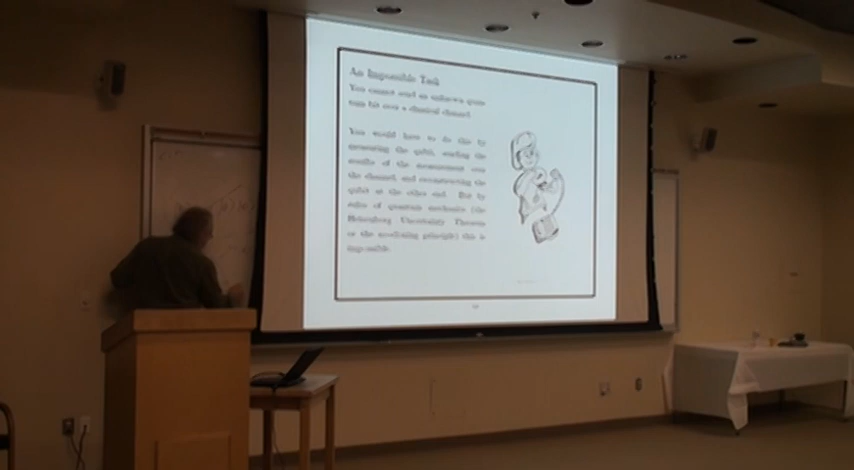 An Impossible Task
You cannot send an unknown quan-
tum bit over a classical channel.
You would have to do this by
measuring the qubit, sending the
results of the measurement over
the channel, and reconstructing the
qubit at the other end. But by
rules of quantum mechanics (the
Heisenberg Uncertainty Theorem
or the no-cloning principle) this is
impossible.